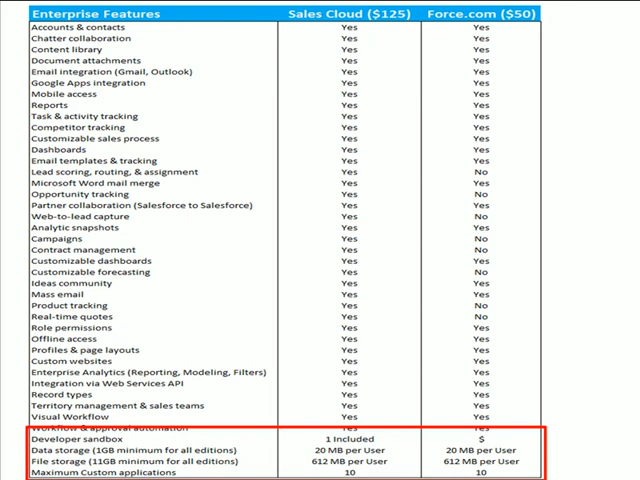 Enterprise Features Sales Cloud ($125) Force.com ($50)
Accounts & contacts Yes Yes
Chatter collaboration Yes Yes
Content library Yes Yes
Document attachments Yes Yes
Email integration (Gmail, Outlook) Yes Yes
Google Apps integration Yes Yes
Mobile access Yes Yes
Reports Yes Yes
Task & activity tracking Yes Yes
Competitor tracking Yes Yes
Customizable sales process Yes Yes
Dashboards Yes Yes
Email templates & tracking Yes Yes
Lead scoring, routing, & assignment Yes No
Microsoft Word mail merge Yes Yes
Opportunity tracking Yes No
Partner collaboration (Salesforce to Salesforce) Yes Yes
Web-to-lead capture Yes No
Analytic snapshots Yes Yes
Campaigns Yes No
Contract management Yes No
Customizable dashboards Yes Yes
Customizable forecasting Yes No
Ideas community Yes Yes
Mass email Yes Yes
Product tracking Yes No
Real-time quotes Yes No
Role permissions Yes Yes
Offline access Yes Yes
Profiles & page layouts Yes Yes
Custom websites Yes Yes
Enterprise Analytics (Reporting, Modeling, Filters) Yes Yes
Integration via Web Services API Yes Yes
Record types Yes Yes
Territory management & sales teams Yes Yes
Visual Workflow Yes Yes
Workflow & approval automation Yes Yes
Developer sandbox 1 Included $
Data storage (1GB minimum for all editions) 20 MB per User 20 MB per User
File storage (11GB minimum for all editions) 612 MB per User 612 MB per User
Maximum Custom applications 10 10